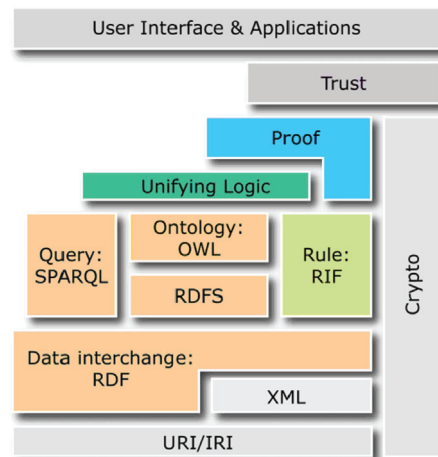 User Interface & Applications
Trust
Proof
Unifying Logic
Query:
SPARQL
Ontology:
OWL
RDFS
Rule:
RIF
Crypto
Data interchange:
RDF
XML
URI/IRI